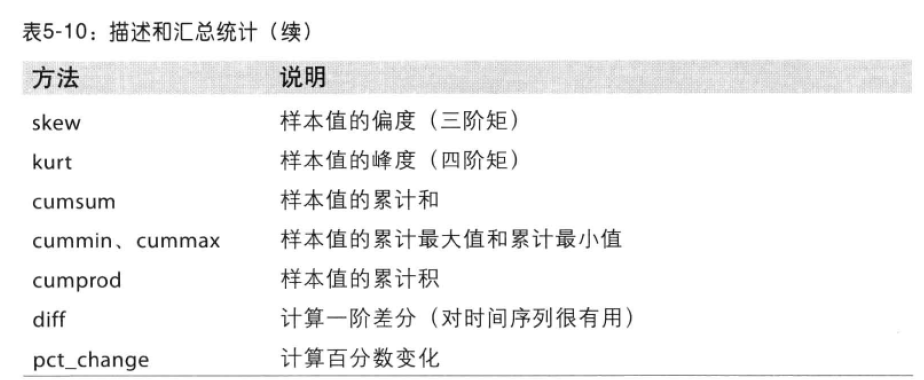 表5-10：描述和汇总统计（续）
方法 说明
skew 样本值的偏度（三阶矩）
kurt 样本值的峰度（四阶矩）
cumsum 样本值的累计和
cummin、cummax 样本值的累计最大值和累计最小值
cumprod 样本值的累计积
diff 计算一阶差分（对时间序列很有用）
pct_change 计算百分数变化